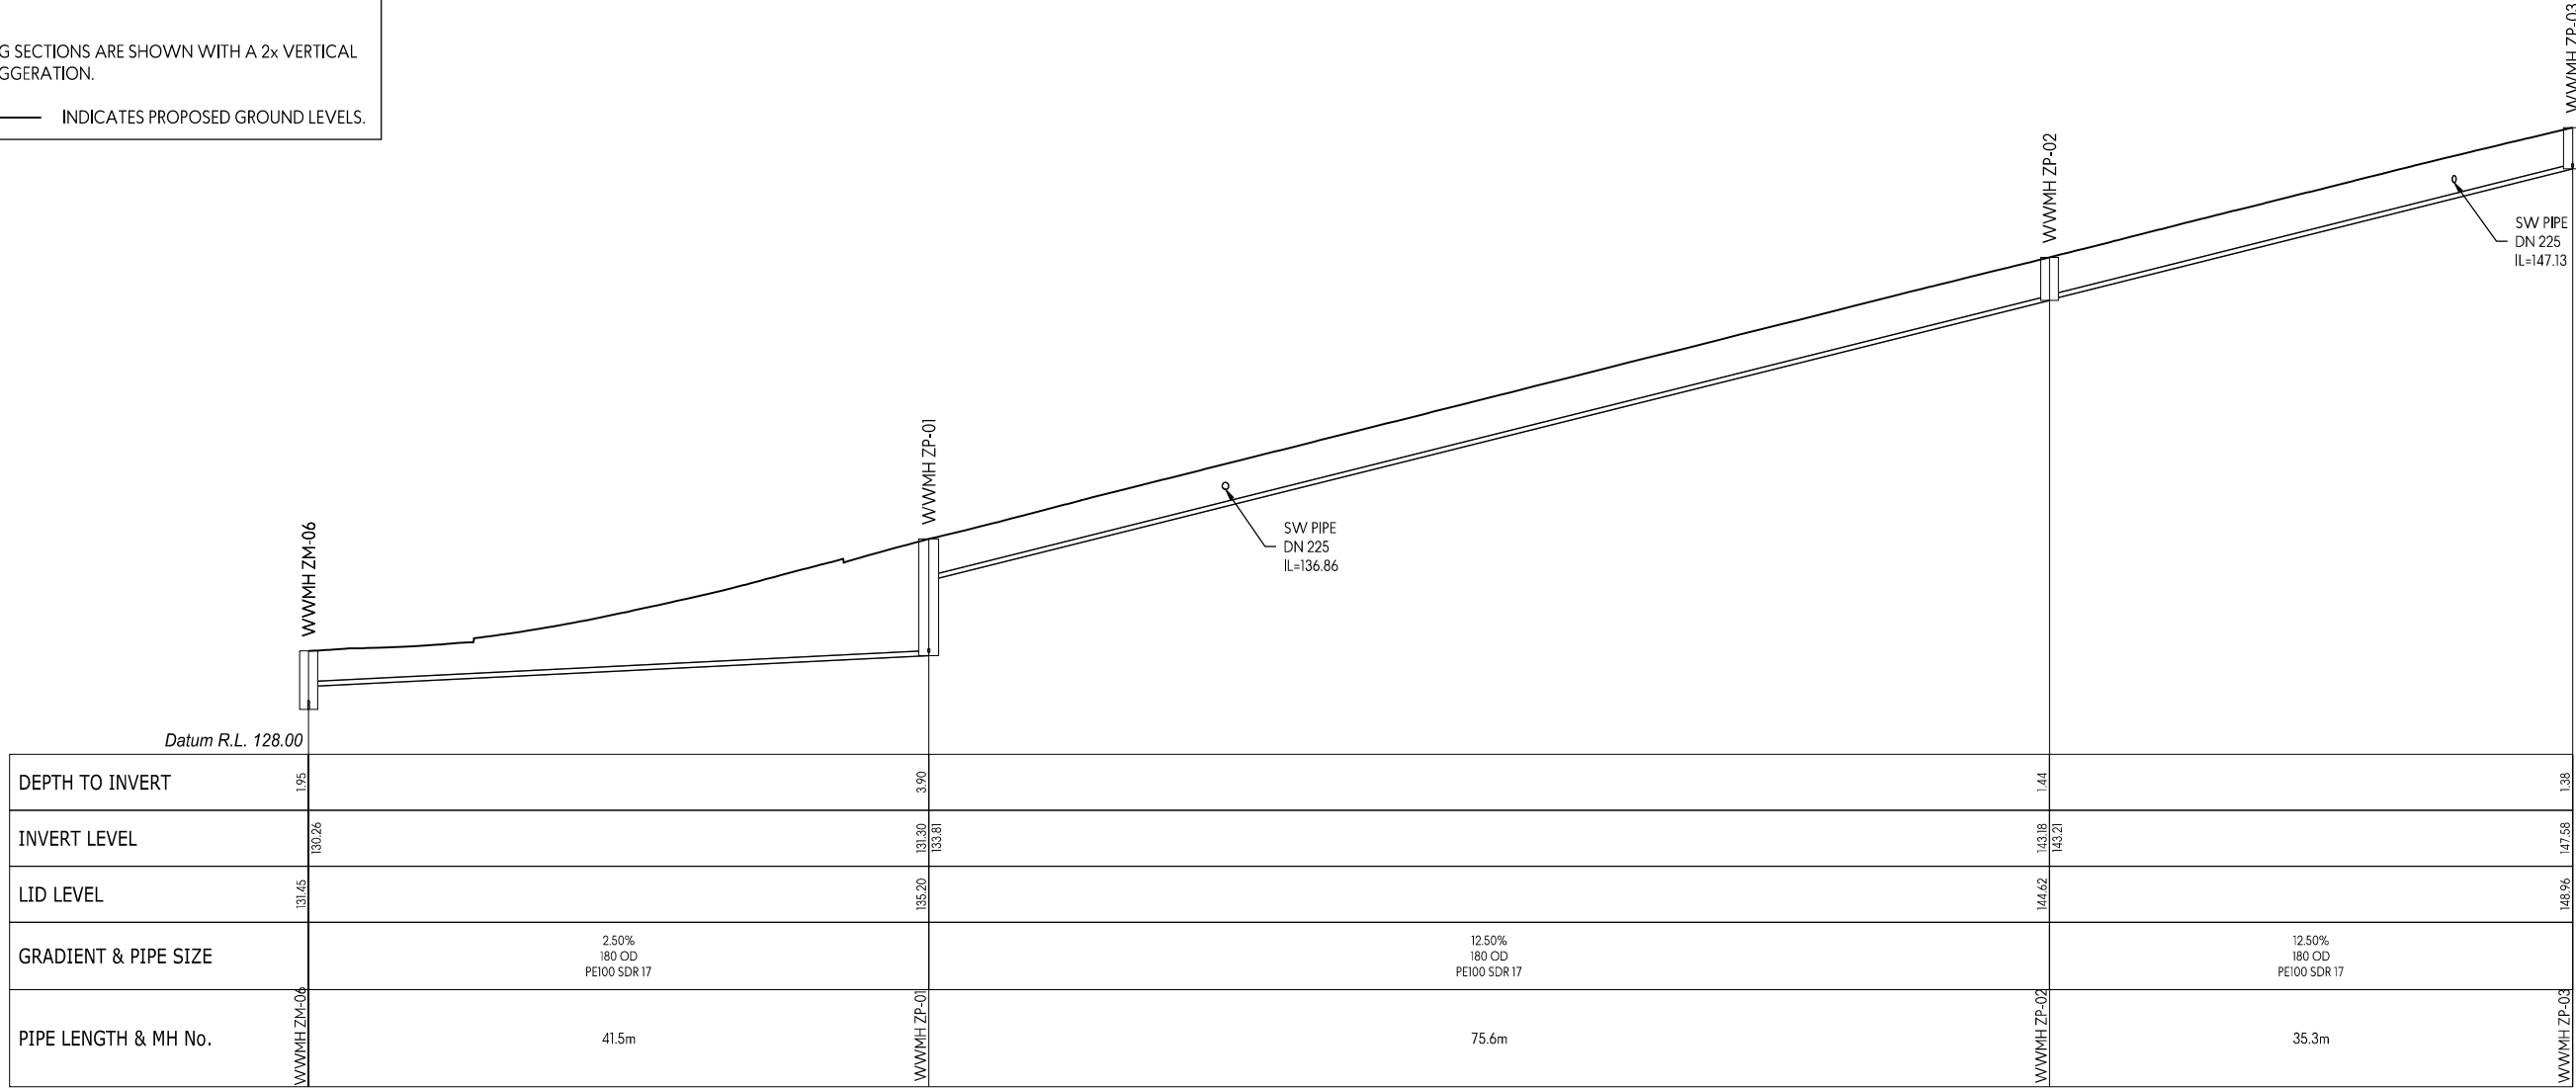 G SECTIONS ARE SHOWN WITH A 2x VERTICAL
GGERATION.
INDICATES PROPOSED GROUND LEVELS.
WWMH ZM-06
WWMH ZP-01
WWMH ZP-02
WWMH ZP-03
SW PIPE
DN 225
IL=136.86
SW PIPE
DN 225
IL=147.13
Datum R.L. 128.00
DEPTH TO INVERT 1.95 3.90 1.44 1.38
INVERT LEVEL 130.26 131.30 133.81 143.18 143.21 147.58
LID LEVEL 131.45 135.20 144.62 148.96
GRADIENT & PIPE SIZE
2.50%
180 OD
PE100 SDR 17
12.50%
180 OD
PE100 SDR 17
12.50%
180 OD
PE100 SDR 17
PIPE LENGTH & MH No.
WWMH ZM-06
41.5m
WWMH ZP-01
75.6m
WWMH ZP-02
35.3m
WWMH ZP-03